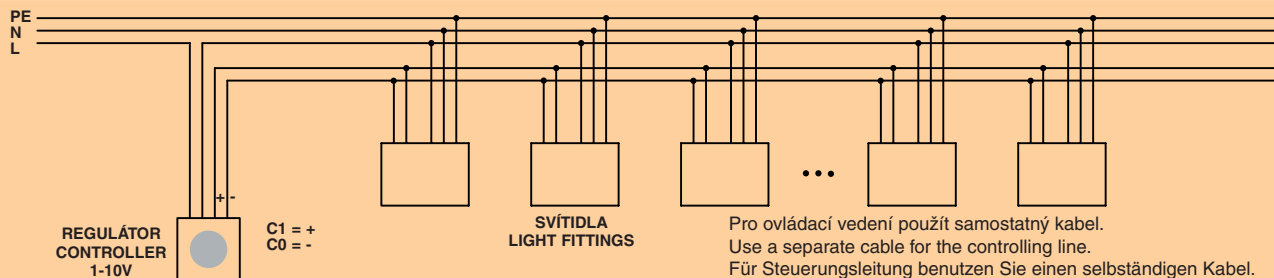 PE
N
L
+ -
REGULÁTOR
CONTROLLER
1-10V
C1 = +
C0 = -
SVÍTIDLA
LIGHT FITTINGS
Pro ovládací vedení použít samostatný kabel.
Use a separate cable for the controlling line.
Für Steuerungsleitung benutzen Sie einen selbständigen Kabel.